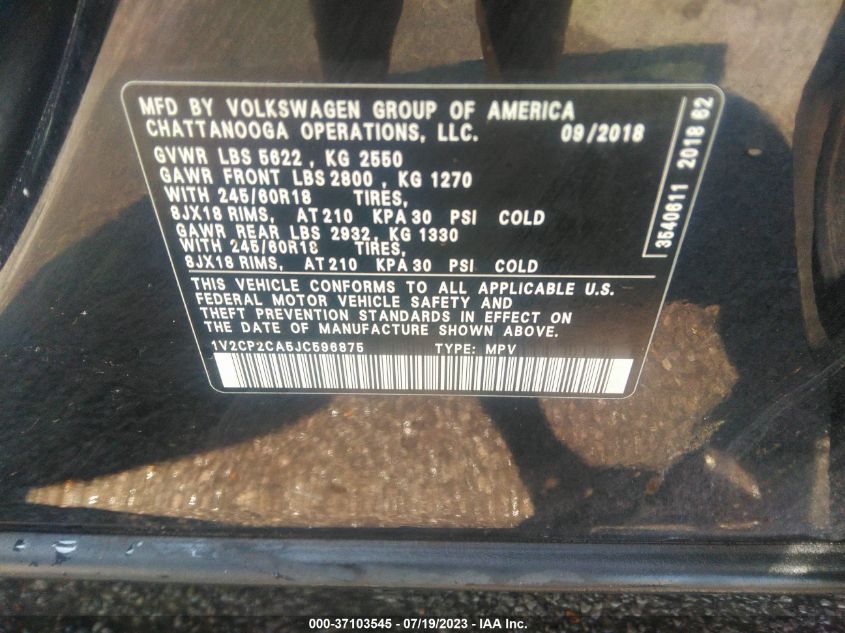 MFD BY VOLKSWAGEN GROUP OF AMERICA
CHATTANOOGA OPERATIONS, LLC. 09/2018
GVWR LBS 5622 , KG 2550
GAWR FRONT LBS 2800 , KG 1270
WITH 245/60R18 TIRES,
8JX18 RIMS, AT 210 KPA 30 PSI COLD
GAWR REAR LBS 2932, KG 1330
WITH 245/60R18 TIRES,
8JX18 RIMS, AT 210 KPA 30 PSI COLD
THIS VEHICLE CONFORMS TO ALL APPLICABLE U.S.
FEDERAL MOTOR VEHICLE SAFETY AND
THEFT PREVENTION STANDARDS IN EFFECT ON
THE DATE OF MANUFACTURE SHOWN ABOVE.
1V2CP2CA5JC596875 TYPE: MPV
3540611 2018 62
000-37103545 - 07/19/2023 - IAA Inc.